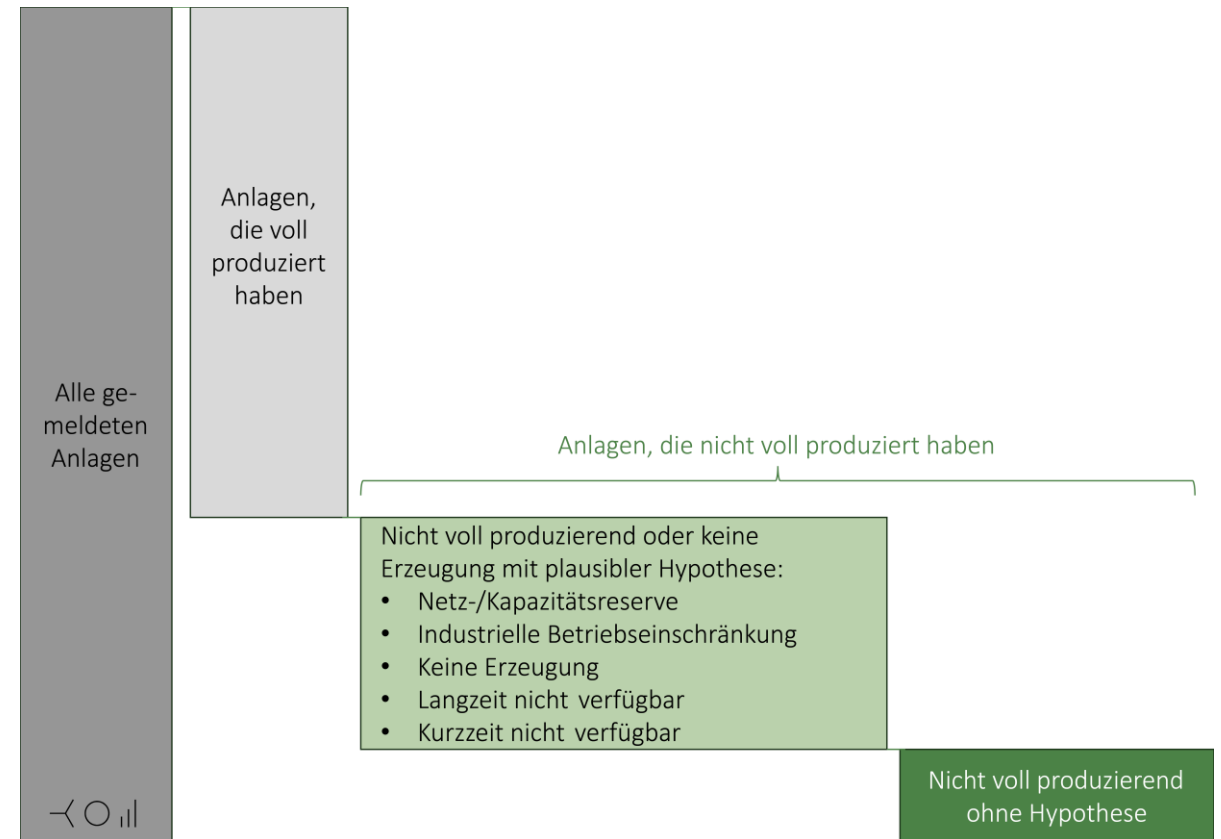 Anlagen,
die voll
produziert
haben
Alle ge-
meldeten
Anlagen
Anlagen, die nicht voll produziert haben
Nicht voll produzierend oder keine
Erzeugung mit plausibler Hypothese:
• Netz-/Kapazitätsreserve
• Industrielle Betriebseinschränkung
• Keine Erzeugung
• Langzeit nicht verfügbar
• Kurzzeit nicht verfügbar
Nicht voll produzierend
ohne Hypothese